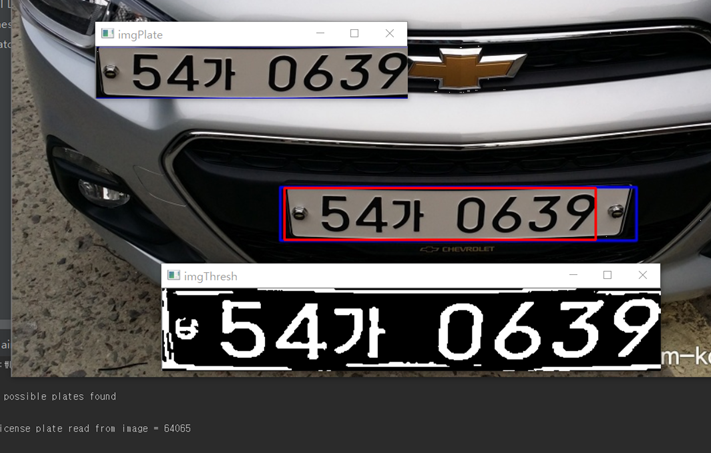 imgPlate
54가 0639
54가 0639
CHEVROLET
imgThresh
54가 0639
possible plates found
icense plate read from image = 64065